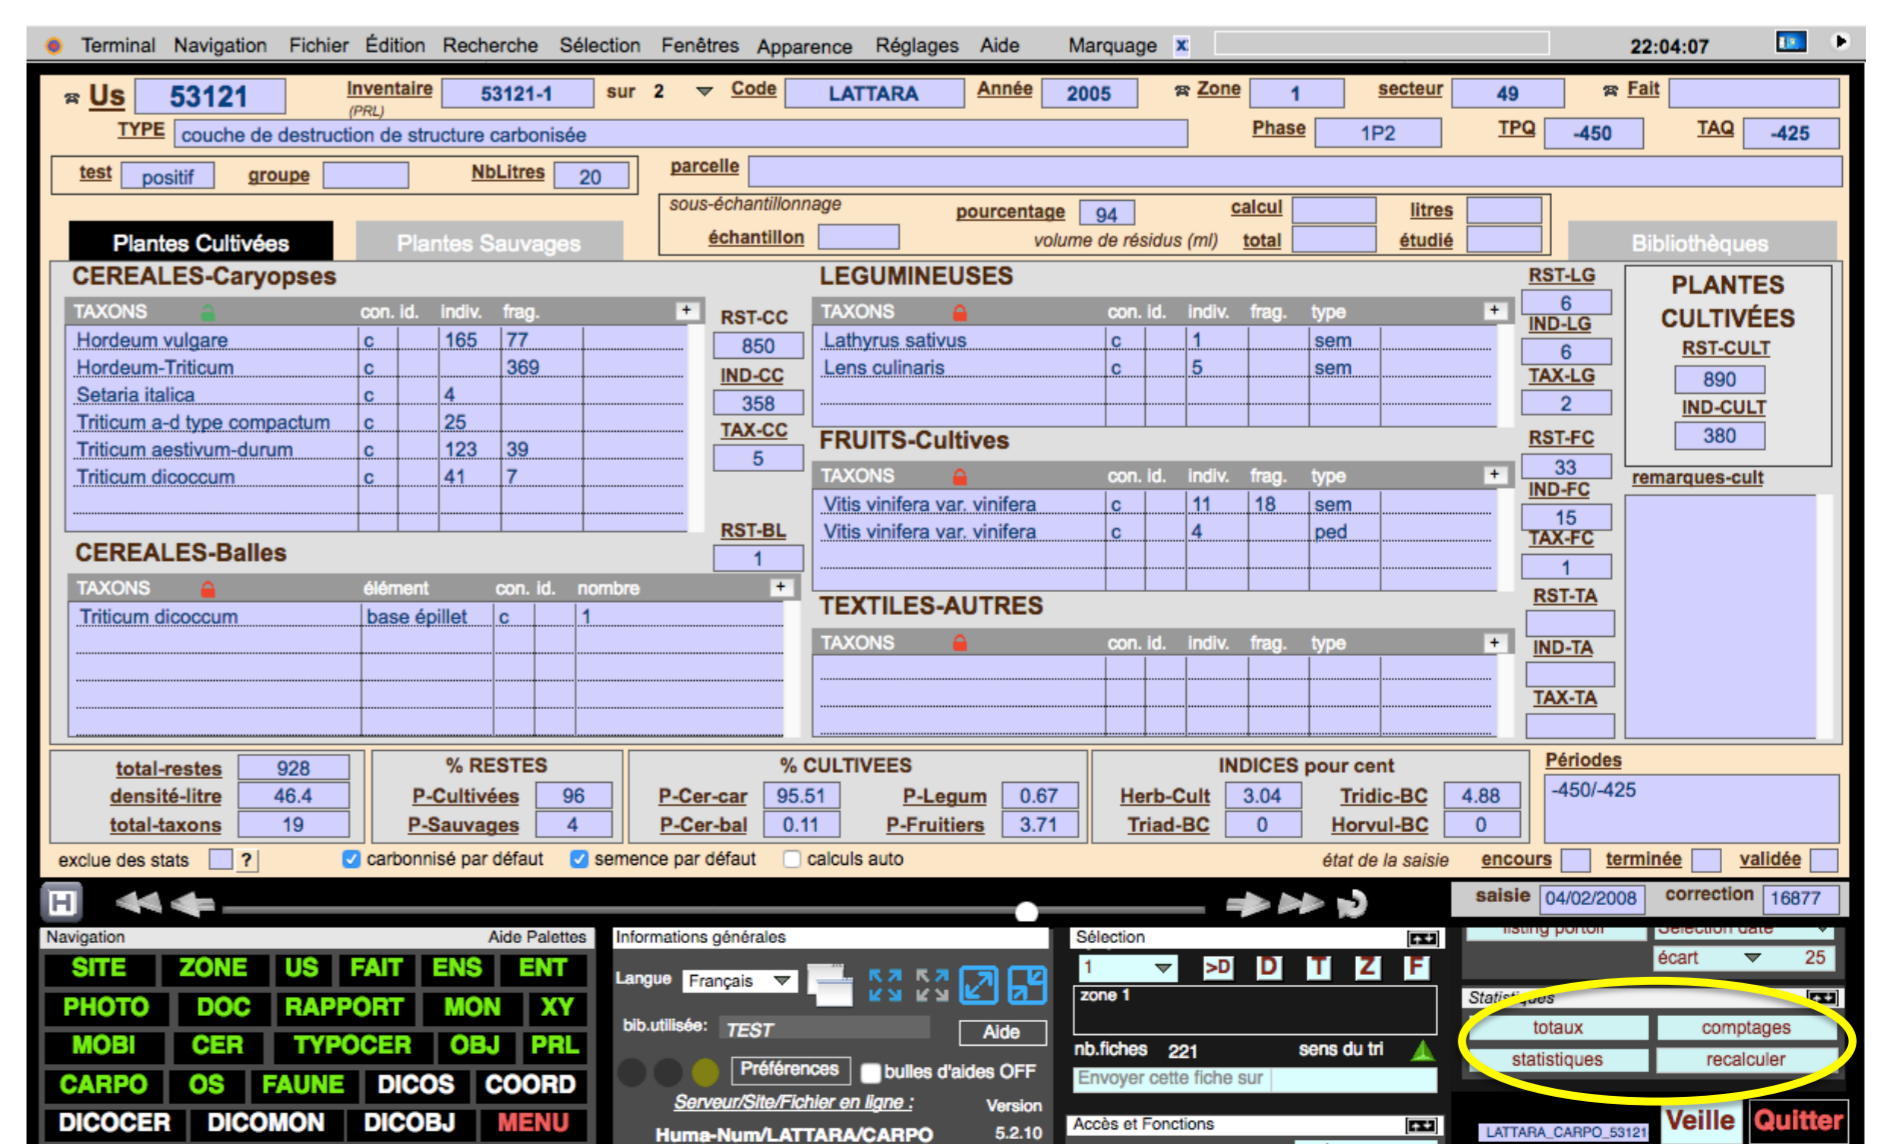 Terminal Navigation Fichier Édition Recherche Sélection Fenêtres Apparence Réglages Aide Marquage X 22:04:07
Us 53121 Inventaire (PRL) 53121-1 sur 2 Code LATTARA Année 2005 Zone 1 secteur 49 Fait
TYPE couche de destruction de structure carbonisée Phase 1P2 TPQ -450 TAQ -425
test positif groupe NbLitres 20 parcelle
sous-échantillonnage pourcentage 94 calcul litres
échantillon volume de résidus (ml) total étudié
Plantes Cultivées Plantes Sauvages Bibliothèques
CEREALES-Caryopses
TAXONS con. id. indiv. frag. +
Hordeum vulgare c 165 77
Hordeum-Triticum c 369
Setaria italica c 4
Triticum a-d type compactum c 25
Triticum aestivum-durum c 123 39
Triticum dicoccum c 41 7
RST-CC
850
IND-CC
358
TAX-CC
5
RST-BL
1
CEREALES-Balles
TAXONS élément con. id. nombre +
Triticum dicoccum base épillet c 1
LEGUMINEUSES
TAXONS con. id. indiv. frag. type +
Lathyrus sativus c 1 sem
Lens culinaris c 5 sem
RST-LG
6
IND-LG
6
TAX-LG
2
FRUITS-Cultives
TAXONS con. id. indiv. frag. type +
Vitis vinifera var. vinifera c 11 18 sem
Vitis vinifera var. vinifera c 4 ped
RST-FC
33
IND-FC
15
TAX-FC
1
TEXTILES-AUTRES
TAXONS con. id. indiv. frag. type +
RST-TA
IND-TA
TAX-TA
PLANTES
CULTIVÉES
RST-CULT
890
IND-CULT
380
remarques-cult
total-restes 928
densité-litre 46.4
total-taxons 19
% RESTES
P-Cultivées 96
P-Sauvages 4
% CULTIVEES
P-Cer-car 95.51 P-Legum 0.67
P-Cer-bal 0.11 P-Fruitiers 3.71
INDICES pour cent
Herb-Cult 3.04 Tridic-BC 4.88
Triad-BC 0 Horvul-BC 0
Périodes
-450/-425
exclue des stats ? carbonnisé par défaut semence par défaut calculs auto état de la saisie encours terminée validée
H saisie 04/02/2008 correction 16877
Navigation Aide Palettes
SITE ZONE US FAIT ENS ENT
PHOTO DOC RAPPORT MON XY
MOBI CER TYPOCER OBJ PRL
CARPO OS FAUNE DICOS COORD
DICOCER DICOMON DICOBJ MENU
Informations générales
Langue Français
bib.utilisée: TEST Aide
Préférences bulles d'aides OFF
Serveur/Site/Fichier en ligne : Version
Huma-Num/LATTARA/CARPO 5.2.10
Sélection
1 >D D T Z F
zone 1
nb.fiches 221 sens du tri
Envoyer cette fiche sur
Accès et Fonctions
listing portoir Sélection date
écart 25
Statistiques
totaux comptages
statistiques recalculer
LATTARA_CARPO_53121 Veille Quitter